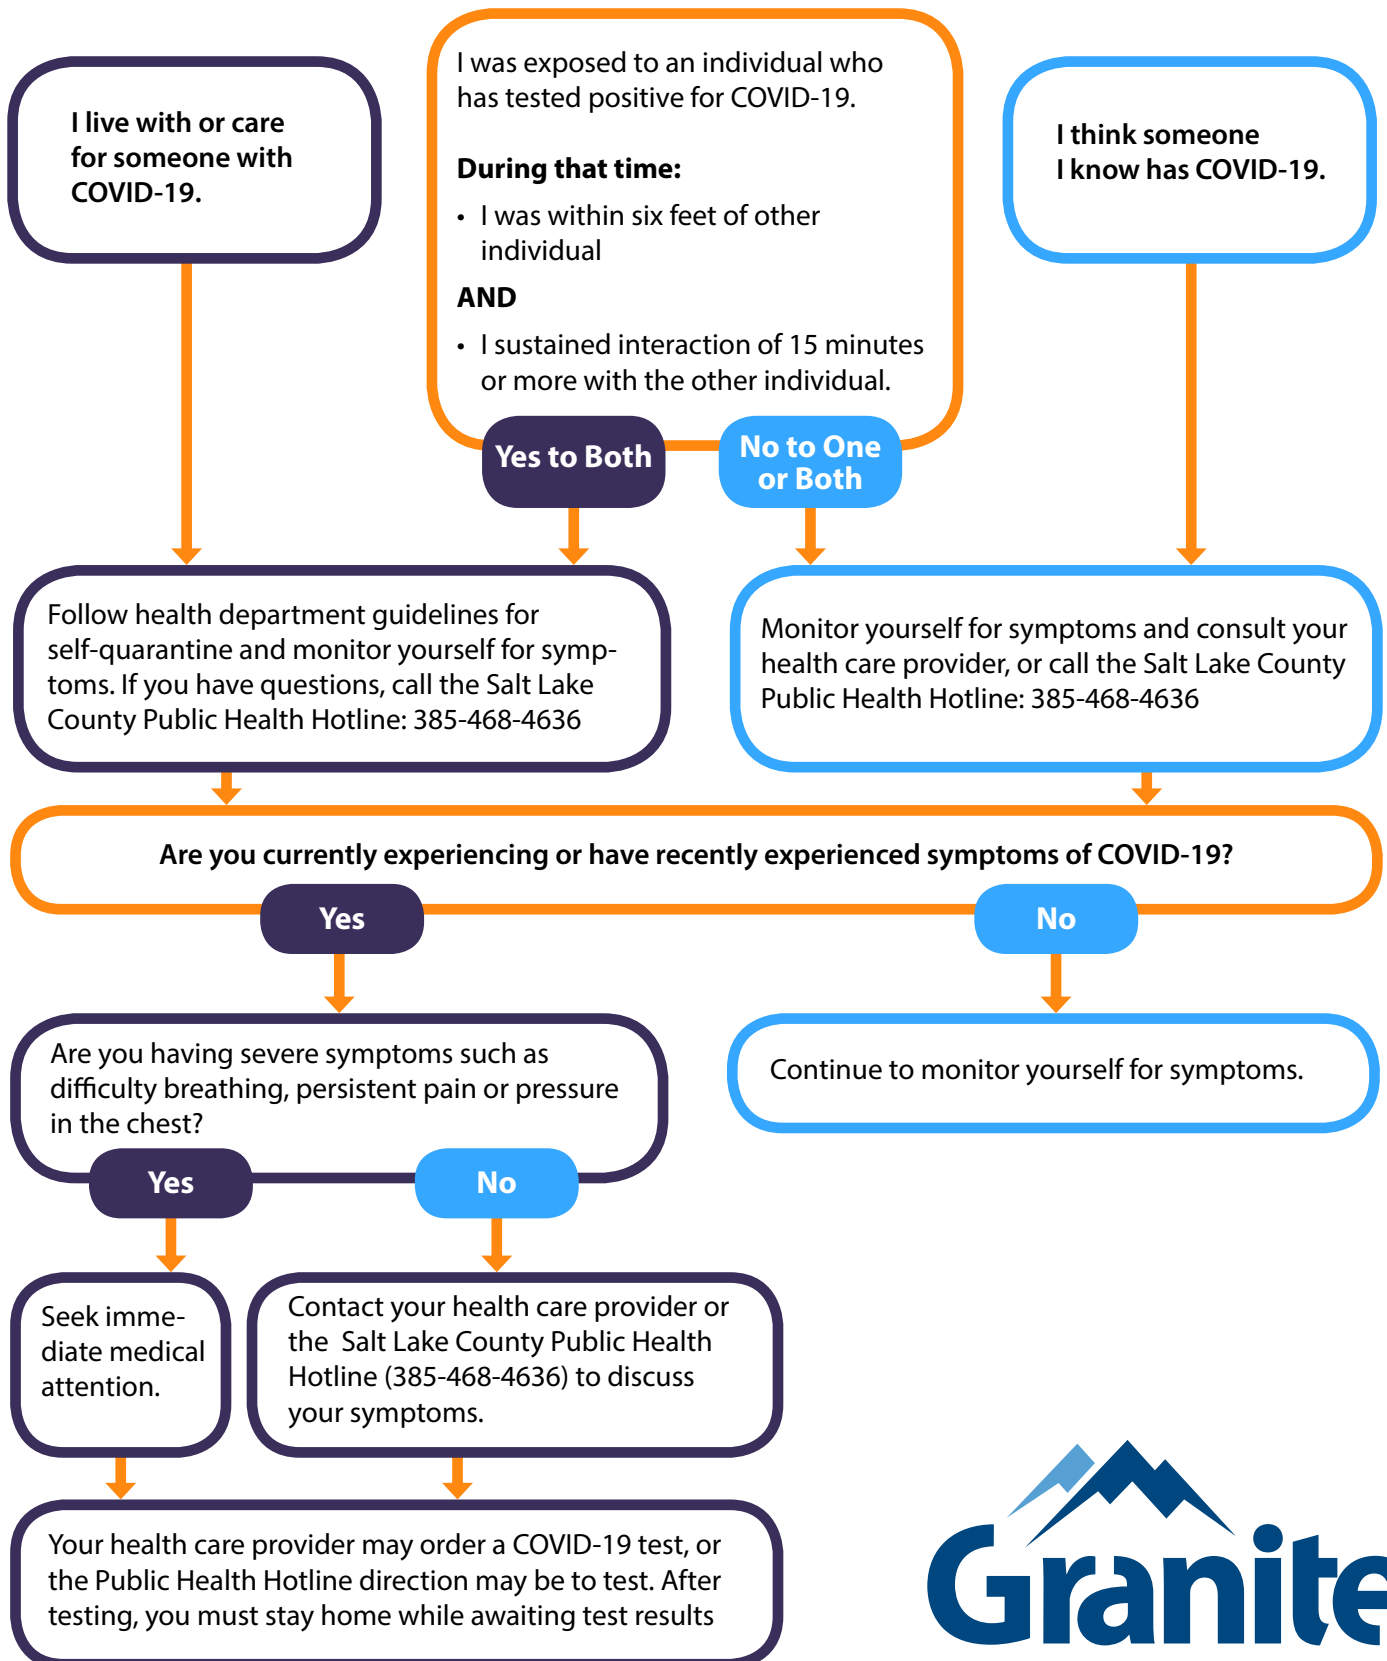 I live with or care
for someone with
COVID-19.
I was exposed to an individual who
has tested positive for COVID-19.
During that time:
• I was within six feet of other
individual
AND
• I sustained interaction of 15 minutes
or more with the other individual.
Yes to Both
No to One
or Both
I think someone
I know has COVID-19.
Follow health department guidelines for
self-quarantine and monitor yourself for symp-
toms. If you have questions, call the Salt Lake
County Public Health Hotline: 385-468-4636
Monitor yourself for symptoms and consult your
health care provider, or call the Salt Lake County
Public Health Hotline: 385-468-4636
Are you currently experiencing or have recently experienced symptoms of COVID-19?
Yes
No
Are you having severe symptoms such as
difficulty breathing, persistent pain or pressure
in the chest?
Yes
No
Continue to monitor yourself for symptoms.
Seek imme-
diate medical
attention.
Contact your health care provider or
the  Salt Lake County Public Health
Hotline (385-468-4636) to discuss
your symptoms.
Your health care provider may order a COVID-19 test, or
the Public Health Hotline direction may be to test. After
testing, you must stay home while awaiting test results
Granite